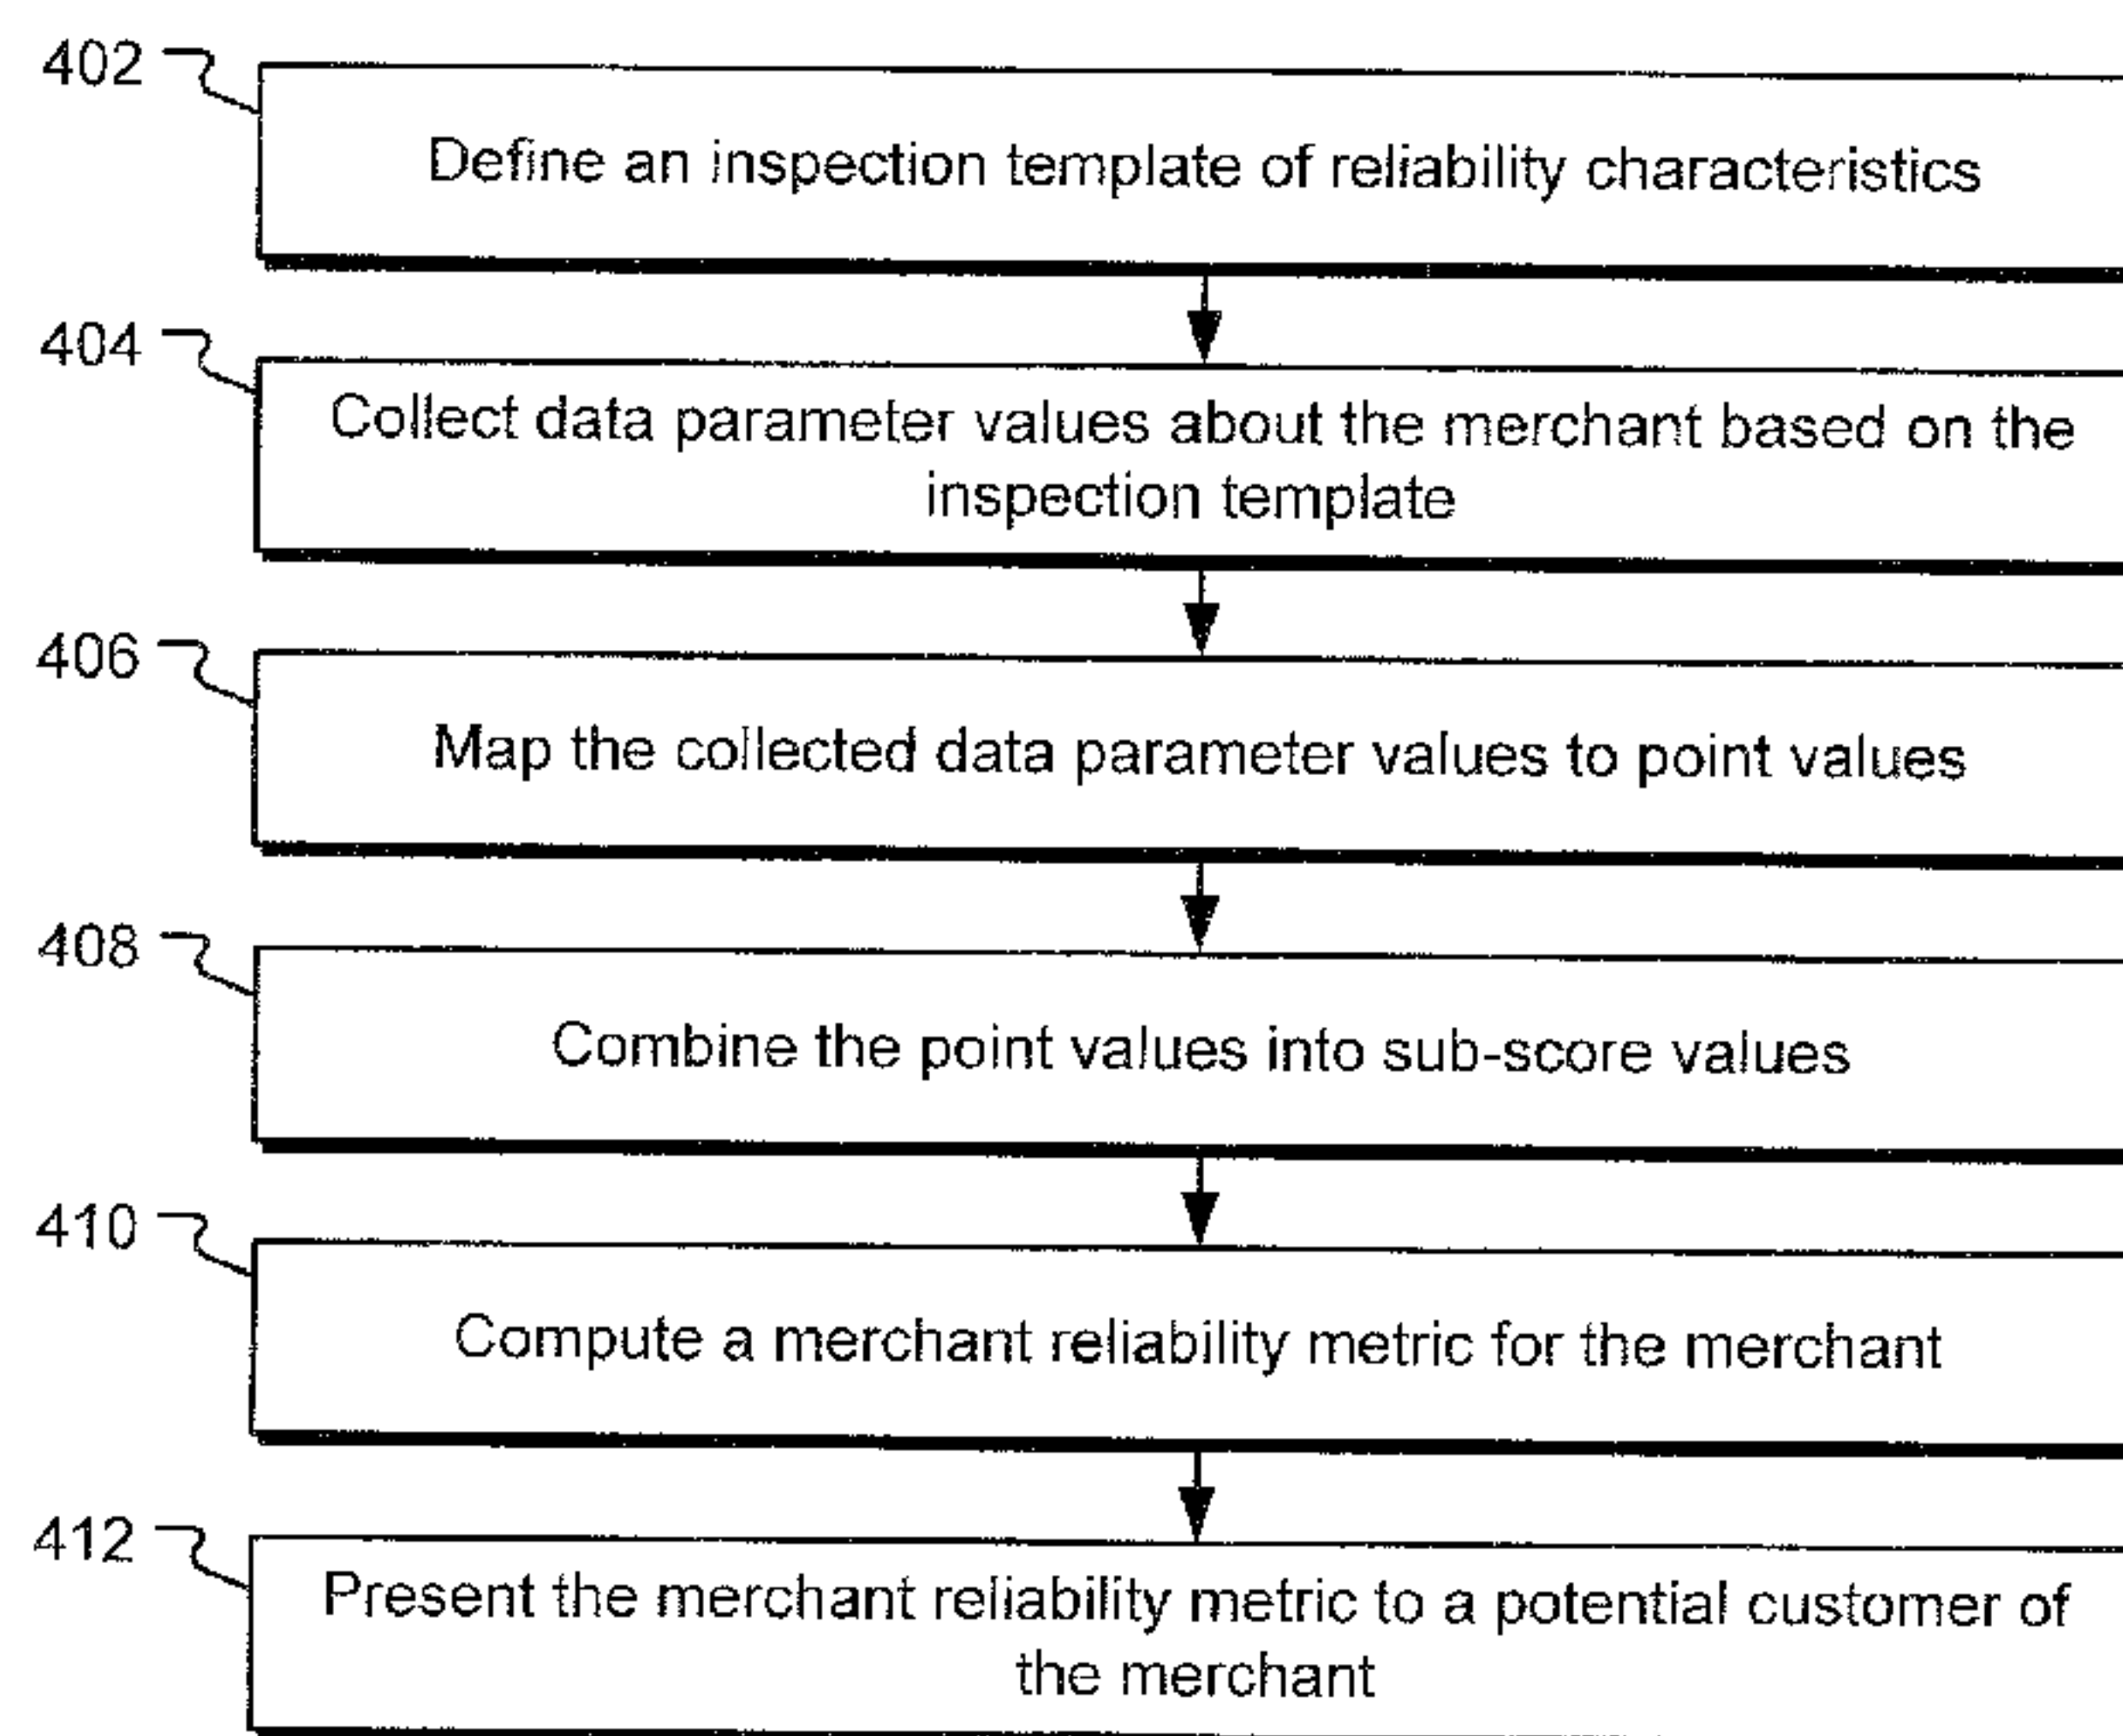 402
Define an inspection template of reliability characteristics
404
Collect data parameter values about the merchant based on the
inspection template
406
Map the collected data parameter values to point values
408
Combine the point values into sub-score values
410
Compute a merchant reliability metric for the merchant
412
Present the merchant reliability metric to a potential customer of
the merchant